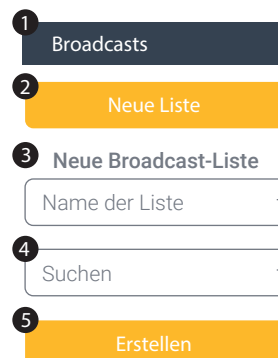 1
Broadcasts
2
Neue Liste
3 Neue Broadcast-Liste
Name der Liste
4
Suchen
5
Erstellen